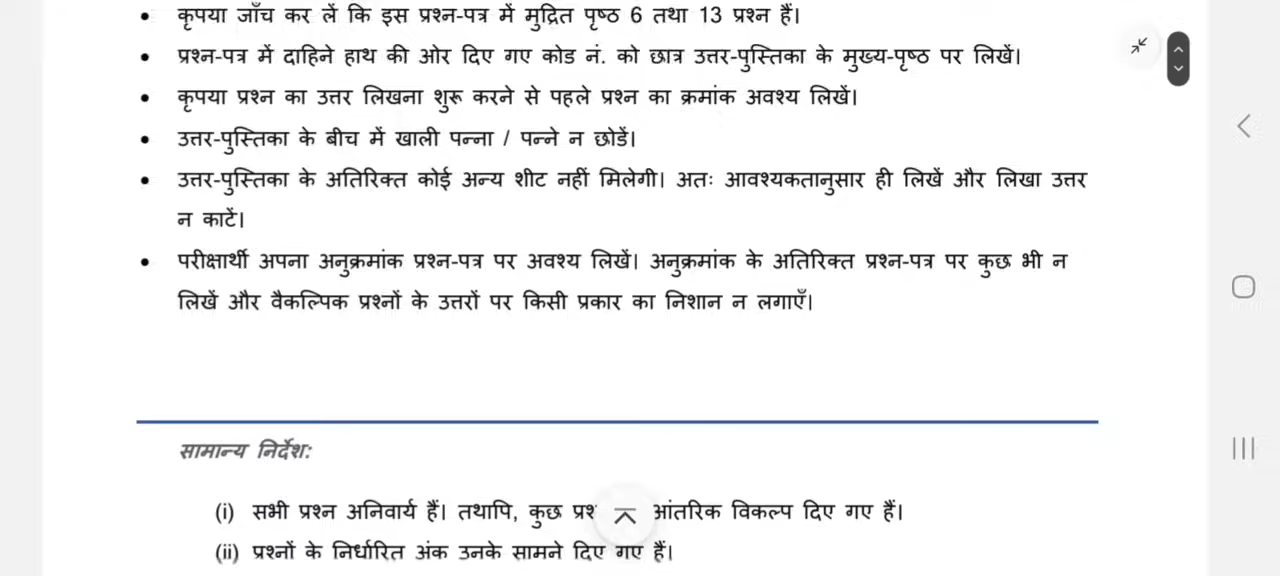 • कृपया जाँच कर लें कि इस प्रश्न-पत्र में मुद्रित पृष्ठ 6 तथा 13 प्रश्न हैं।
• प्रश्न-पत्र में दाहिने हाथ की ओर दिए गए कोड नं. को छात्र उत्तर-पुस्तिका के मुख्य-पृष्ठ पर लिखें।
• कृपया प्रश्न का उत्तर लिखना शुरू करने से पहले प्रश्न का क्रमांक अवश्य लिखें।
• उत्तर-पुस्तिका के बीच में खाली पन्ना / पन्ने न छोडें।
• उत्तर-पुस्तिका के अतिरिक्त कोई अन्य शीट नहीं मिलेगी। अतः आवश्यकतानुसार ही लिखें और लिखा उत्तर
न काटें।
• परीक्षार्थी अपना अनुक्रमांक प्रश्न-पत्र पर अवश्य लिखें। अनुक्रमांक के अतिरिक्त प्रश्न-पत्र पर कुछ भी न
लिखें और वैकल्पिक प्रश्नों के उत्तरों पर किसी प्रकार का निशान न लगाएँ।
सामान्य निर्देश:
(i) सभी प्रश्न अनिवार्य हैं। तथापि, कुछ आंतरिक विकल्प दिए गए हैं।
(ii) प्रश्नों के निर्धारित अंक उनके सामने दिए गए हैं।